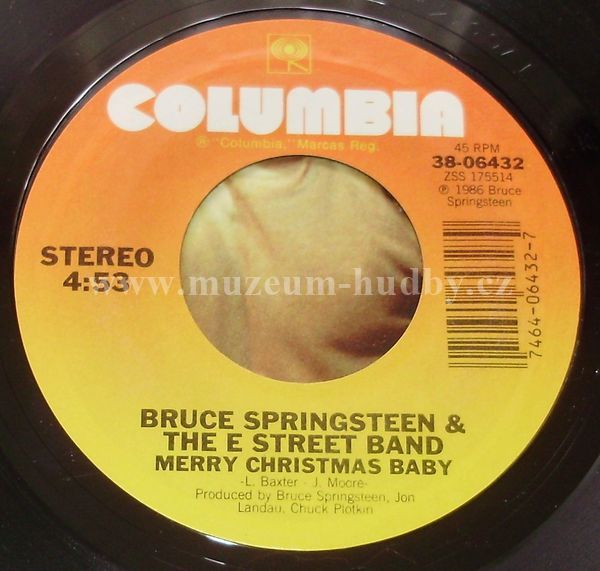 COLUMBIA
® "Columbia," Marcas Reg.
45 RPM
38-06432
ZSS 175514
℗ 1986 Bruce
Springsteen
STEREO
4:53
www.muzeum-hudby.cz
7464-06432-7
BRUCE SPRINGSTEEN &
THE E STREET BAND
MERRY CHRISTMAS BABY
-L. Baxter - J. Moore-
Produced by Bruce Springsteen, Jon
Landau, Chuck Plotkin